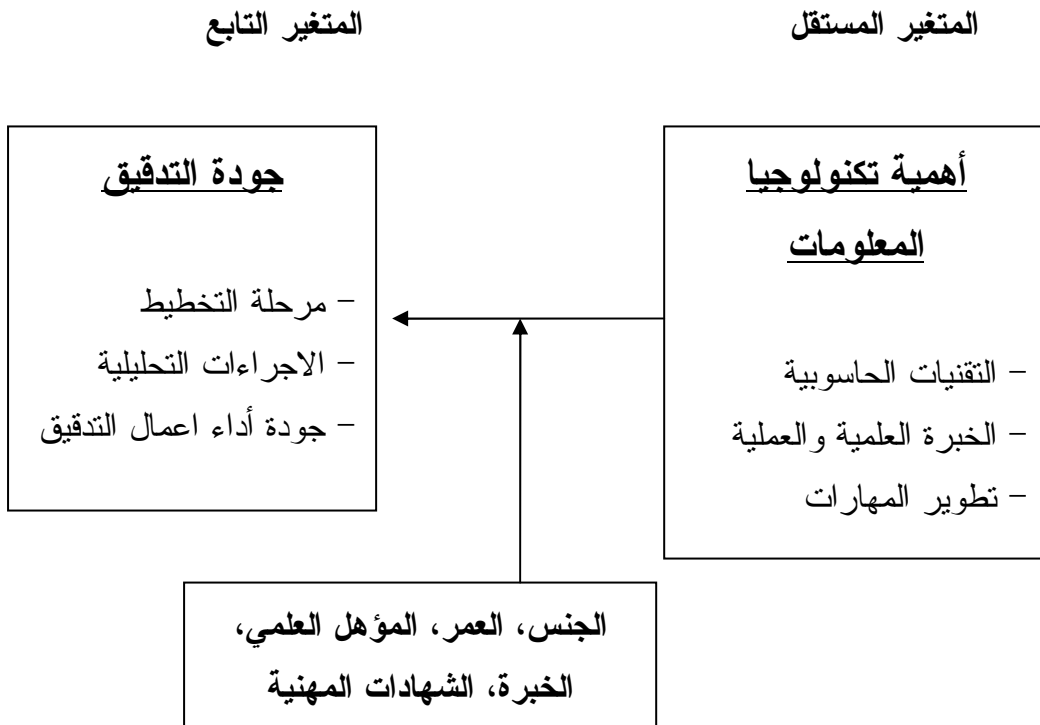 المتغير المستقل
المتغير التابع
أهمية تكنولوجيا
المعلومات
- التقنيات الحاسوبية
- الخبرة العلمية والعملية
- تطوير المهارات
جودة التدقيق
- مرحلة التخطيط
- الاجراءات التحليلية
- جودة أداء اعمال التدقيق
الجنس، العمر، المؤهل العلمي،
الخبرة، الشهادات المهنية